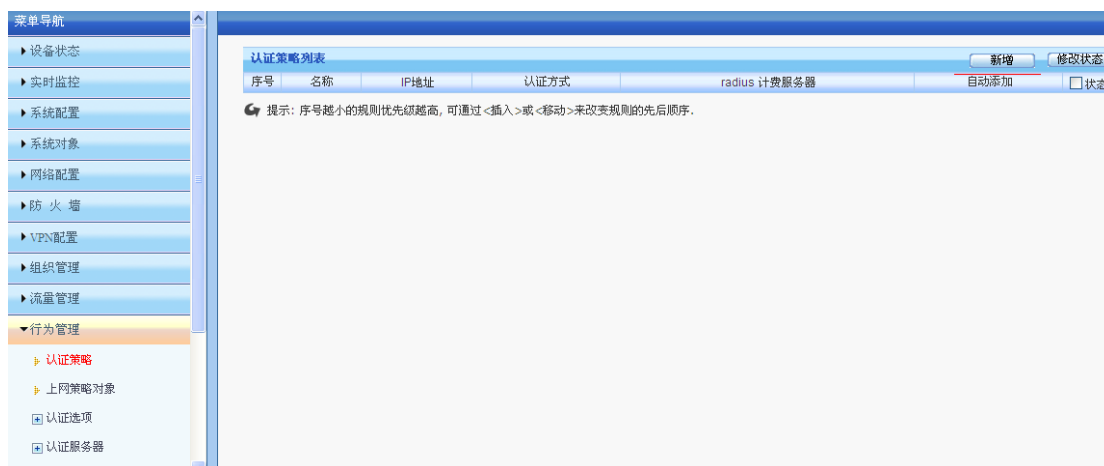 菜单导航
设备状态
实时监控
系统配置
系统对象
网络配置
防 火 墙
VPN配置
组织管理
流量管理
行为管理
认证策略
上网策略对象
认证选项
认证服务器
认证策略列表 新增 修改状态
序号 名称 IP地址 认证方式 radius 计费服务器 自动添加 状态
提示: 序号越小的规则优先级越高, 可通过<插入>或<移动>来改变规则的先后顺序.